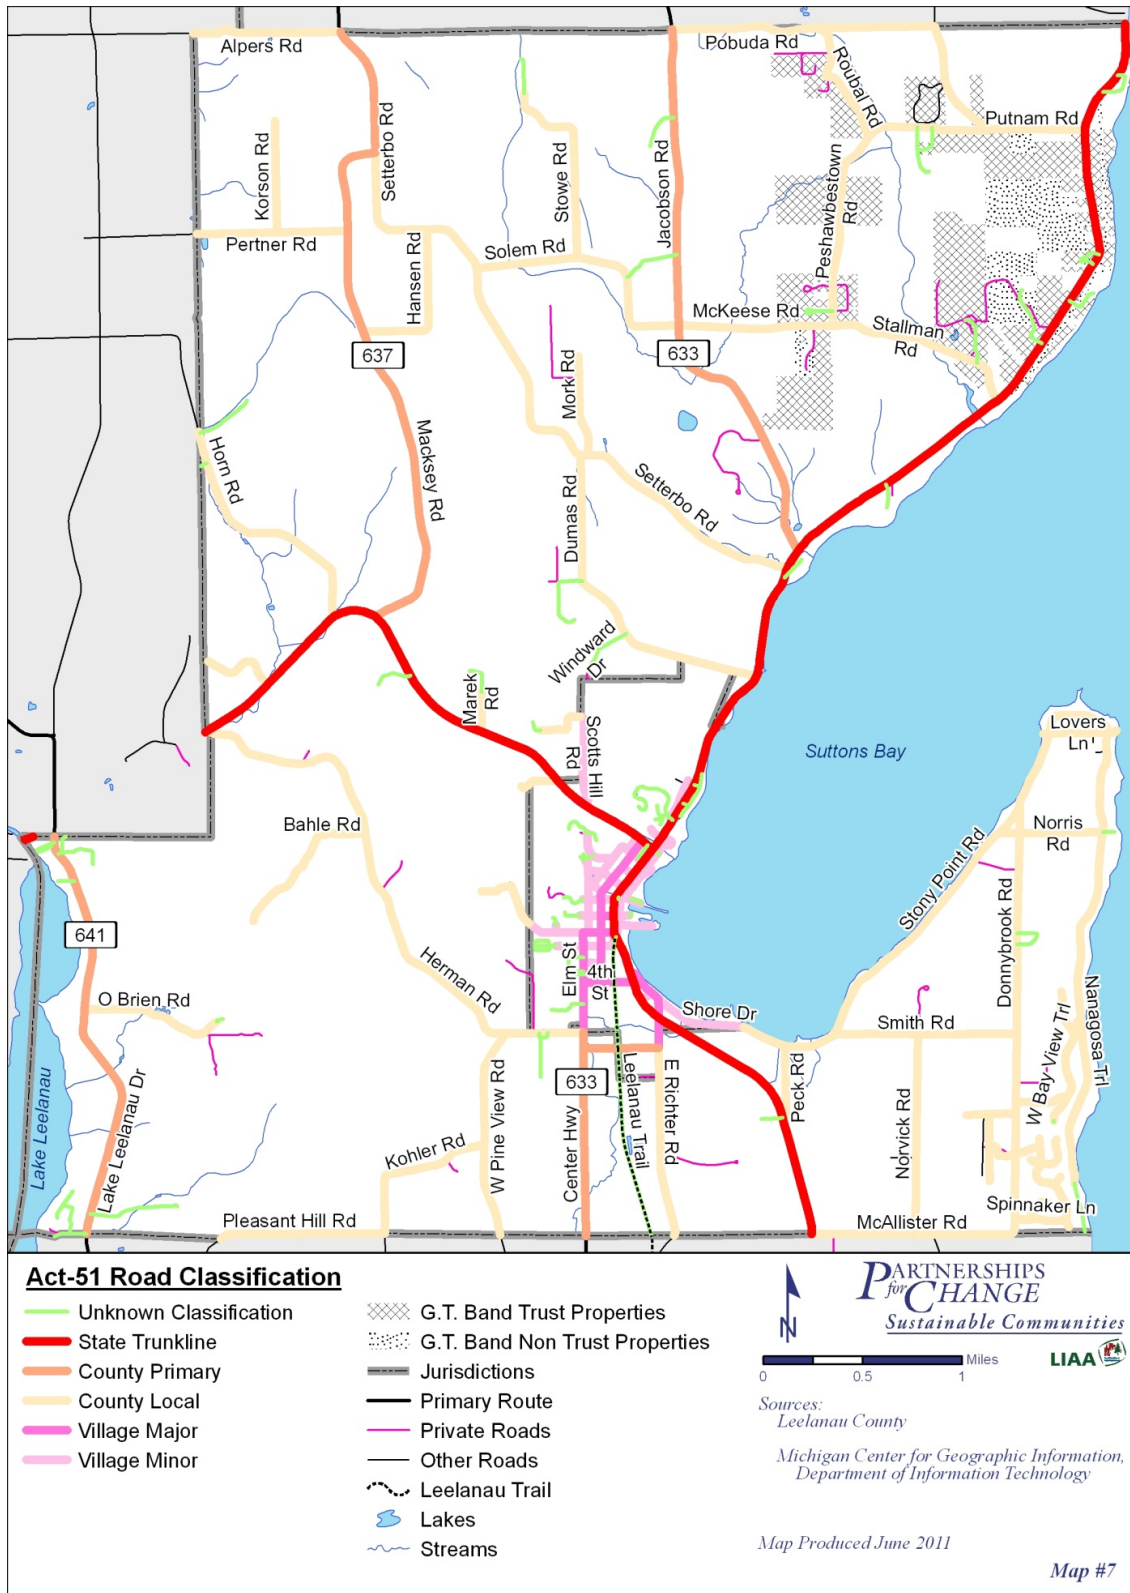 Alpers Rd
Pobuda Rd
Roubal Rd
Putnam Rd
Setterbo Rd
Korson Rd
Stowe Rd
Jacobson Rd
Peshawbestown
Rd
Pertner Rd
Hansen Rd
Solem Rd
McKeese Rd
Stallman
Rd
637
633
Mork Rd
Macksey Rd
Horn Rd
Setterbo Rd
Dumas Rd
Windward
Dr
Marek
Rd
Scotts Hill
Rd
Suttons Bay
Lovers
Ln
Bahle Rd
Norris
Rd
Stony Point Rd
Donnybrook Rd
641
Herman Rd
Elm St
4th
St
O Brien Rd
Shore Dr
Smith Rd
Nanagosa Trl
W Bay View Trl
Lake Leelanau
Lake Leelanau Dr
W Pine View Rd
633
Center Hwy
Leelanau Trail
E Richter Rd
Peck Rd
Norvick Rd
Kohler Rd
Spinnaker Ln
Pleasant Hill Rd
McAllister Rd
Act-51 Road Classification
Unknown Classification
State Trunkline
County Primary
County Local
Village Major
Village Minor
G.T. Band Trust Properties
G.T. Band Non Trust Properties
Jurisdictions
Primary Route
Private Roads
Other Roads
Leelanau Trail
Lakes
Streams
N
PARTNERSHIPS
for CHANGE
Sustainable Communities
Miles
0 0.5 1
LIAA
Sources:
Leelanau County
Michigan Center for Geographic Information,
Department of Information Technology
Map Produced June 2011
Map #7